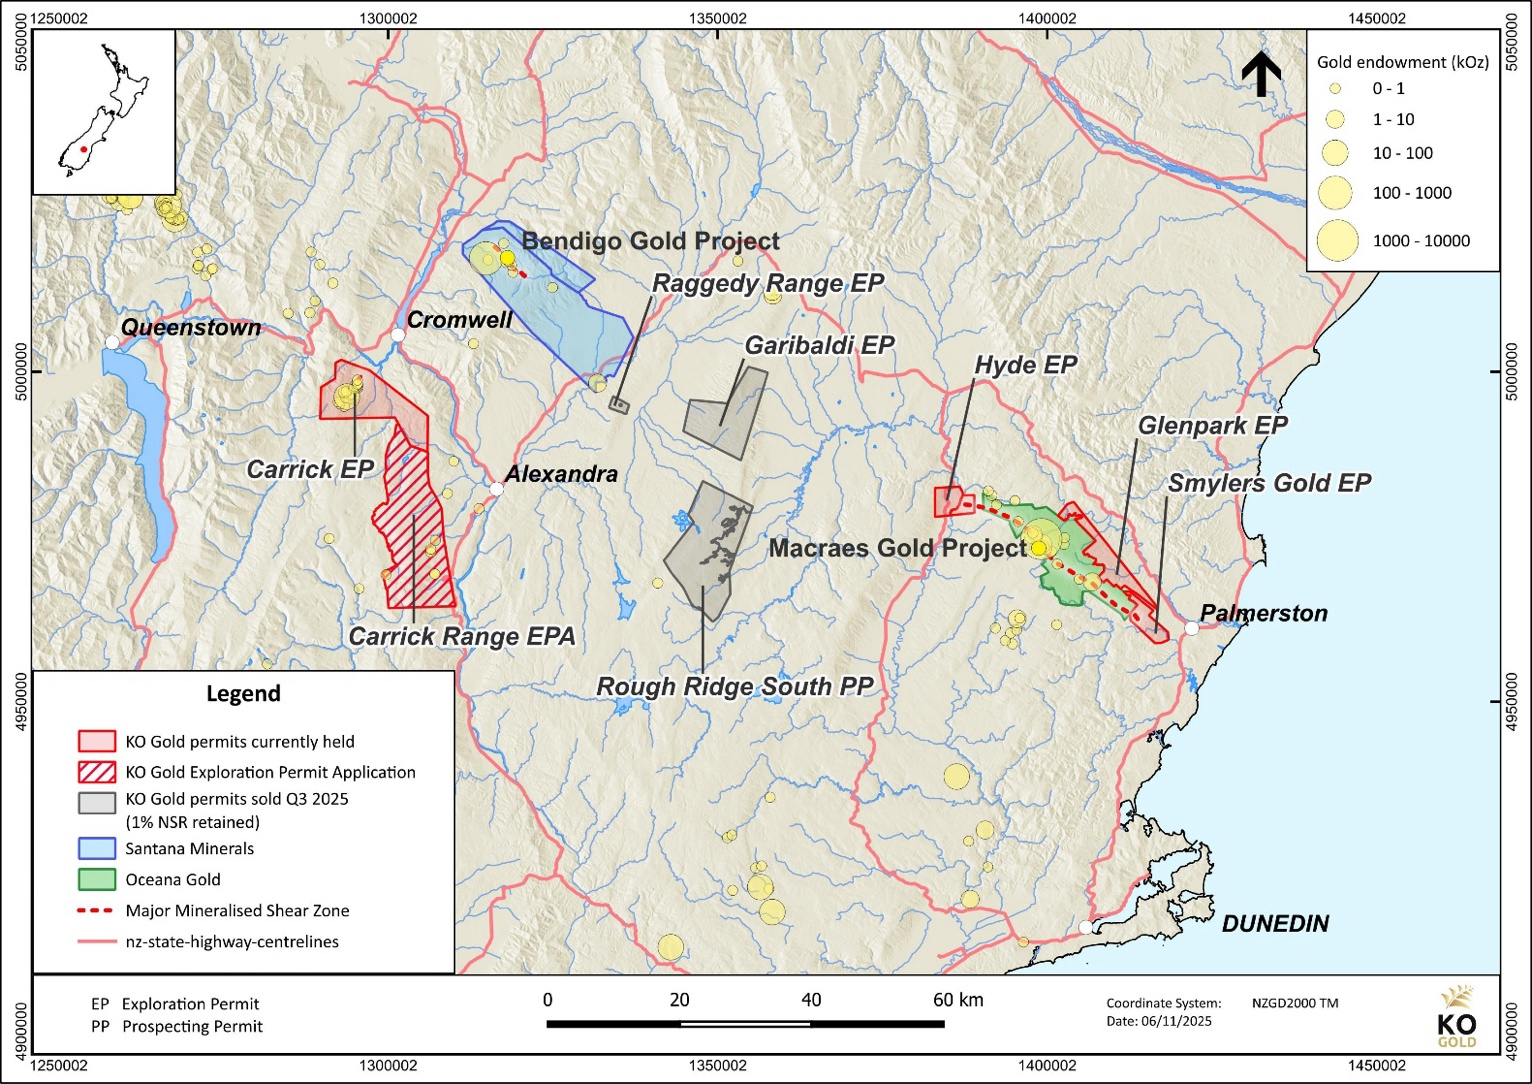 1250002
1300002
1350002
1400002
1450002
5050000
5050000
Gold endowment (kOz)
0 - 1
1 - 10
10 - 100
100 - 1000
1000 - 10000
Bendigo Gold Project
Raggedy Range EP
Queenstown
Cromwell
Garibaldi EP
Hyde EP
5000000
5000000
Glenpark EP
Carrick EP
Alexandra
Smylers Gold EP
Macraes Gold Project
Palmerston
Carrick Range EPA
Rough Ridge South PP
4950000
4950000
Legend
KO Gold permits currently held
KO Gold Exploration Permit Application
KO Gold permits sold Q3 2025
(1% NSR retained)
Santana Minerals
Oceana Gold
Major Mineralised Shear Zone
nz-state-highway-centrelines
DUNEDIN
EP Exploration Permit
PP Prospecting Permit
0 20 40 60 km
Coordinate System: NZGD2000 TM
Date: 06/11/2025
KO
GOLD
4900000
4900000
1250002
1300002
1350002
1400002
1450002